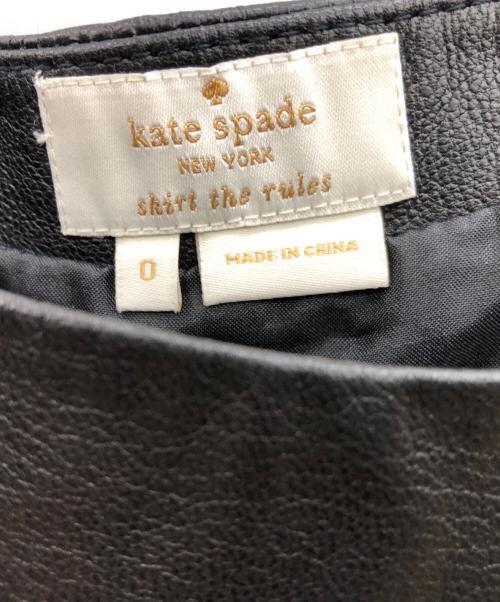 kate spade
NEW YORK
skirt the rules
0
MADE IN CHINA